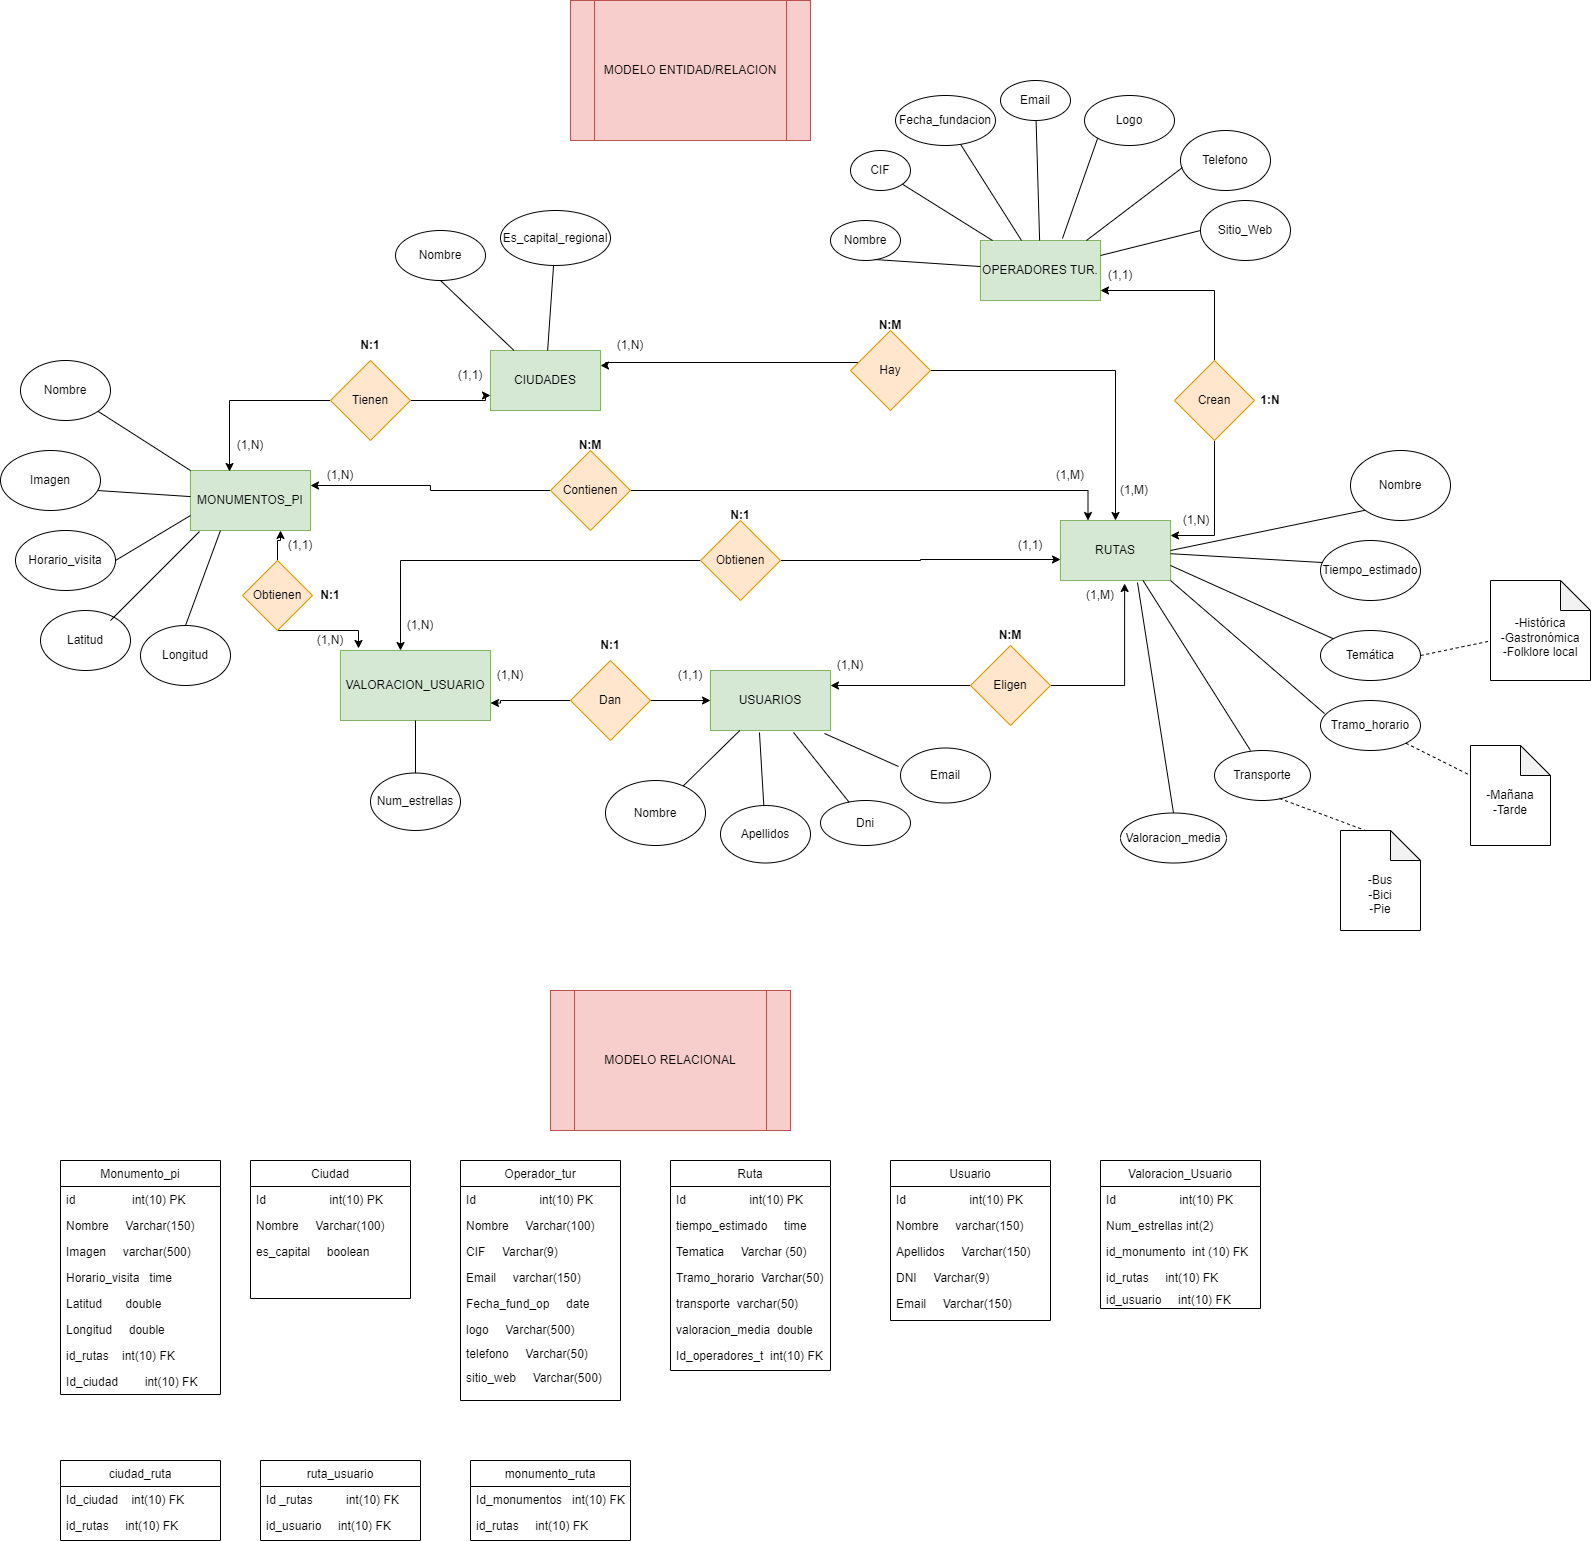 MODELO ENTIDAD/RELACION
Email
Fecha_fundacion
Logo
CIF
Telefono
Nombre
Sitio_Web
OPERADORES TUR.
(1,1)
Es_capital_regional
Nombre
N:M
N:1
(1,N)
Hay
(1,1)
CIUDADES
Nombre
Tienen
Crean
1:N
(1,N)
N:M
(1,N)
Contienen
(1,M)
(1,M)
Imagen
MONUMENTOS_PI
Nombre
(1,N)
N:1
(1,1)
Obtienen
(1,1)
RUTAS
Horario_visita
Tiempo_estimado
Obtienen
N:1
(1,M)
(1,N)
(1,N)
Latitud
Longitud
-Histórica
-Gastronómica
-Folklore local
N:1
N:M
Temática
(1,N)
(1,1)
(1,N)
VALORACION_USUARIO
Dan
USUARIOS
Eligen
Tramo_horario
Num_estrellas
Nombre
Apellidos
Dni
Email
Transporte
-Mañana
-Tarde
Valoracion_media
-Bus
-Bici
-Pie
MODELO RELACIONAL
Monumento_pi
id int(10) PK
Nombre Varchar(150)
Imagen varchar(500)
Horario_visita time
Latitud double
Longitud double
id_rutas int(10) FK
Id_ciudad int(10) FK
Ciudad
Id int(10) PK
Nombre Varchar(100)
es_capital boolean
Operador_tur
Id int(10) PK
Nombre Varchar(100)
CIF Varchar(9)
Email varchar(150)
Fecha_fund_op date
logo Varchar(500)
telefono Varchar(50)
sitio_web Varchar(500)
Ruta
Id int(10) PK
tiempo_estimado time
Tematica Varchar (50)
Tramo_horario Varchar(50)
transporte varchar(50)
valoracion_media double
Id_operadores_t int(10) FK
Usuario
Id int(10) PK
Nombre varchar(150)
Apellidos Varchar(150)
DNI Varchar(9)
Email Varchar(150)
Valoracion_Usuario
Id int(10) PK
Num_estrellas int(2)
id_monumento int (10) FK
id_rutas int(10) FK
id_usuario int(10) FK
ciudad_ruta
Id_ciudad int(10) FK
id_rutas int(10) FK
ruta_usuario
Id _rutas int(10) FK
id_usuario int(10) FK
monumento_ruta
Id_monumentos int(10) FK
id_rutas int(10) FK